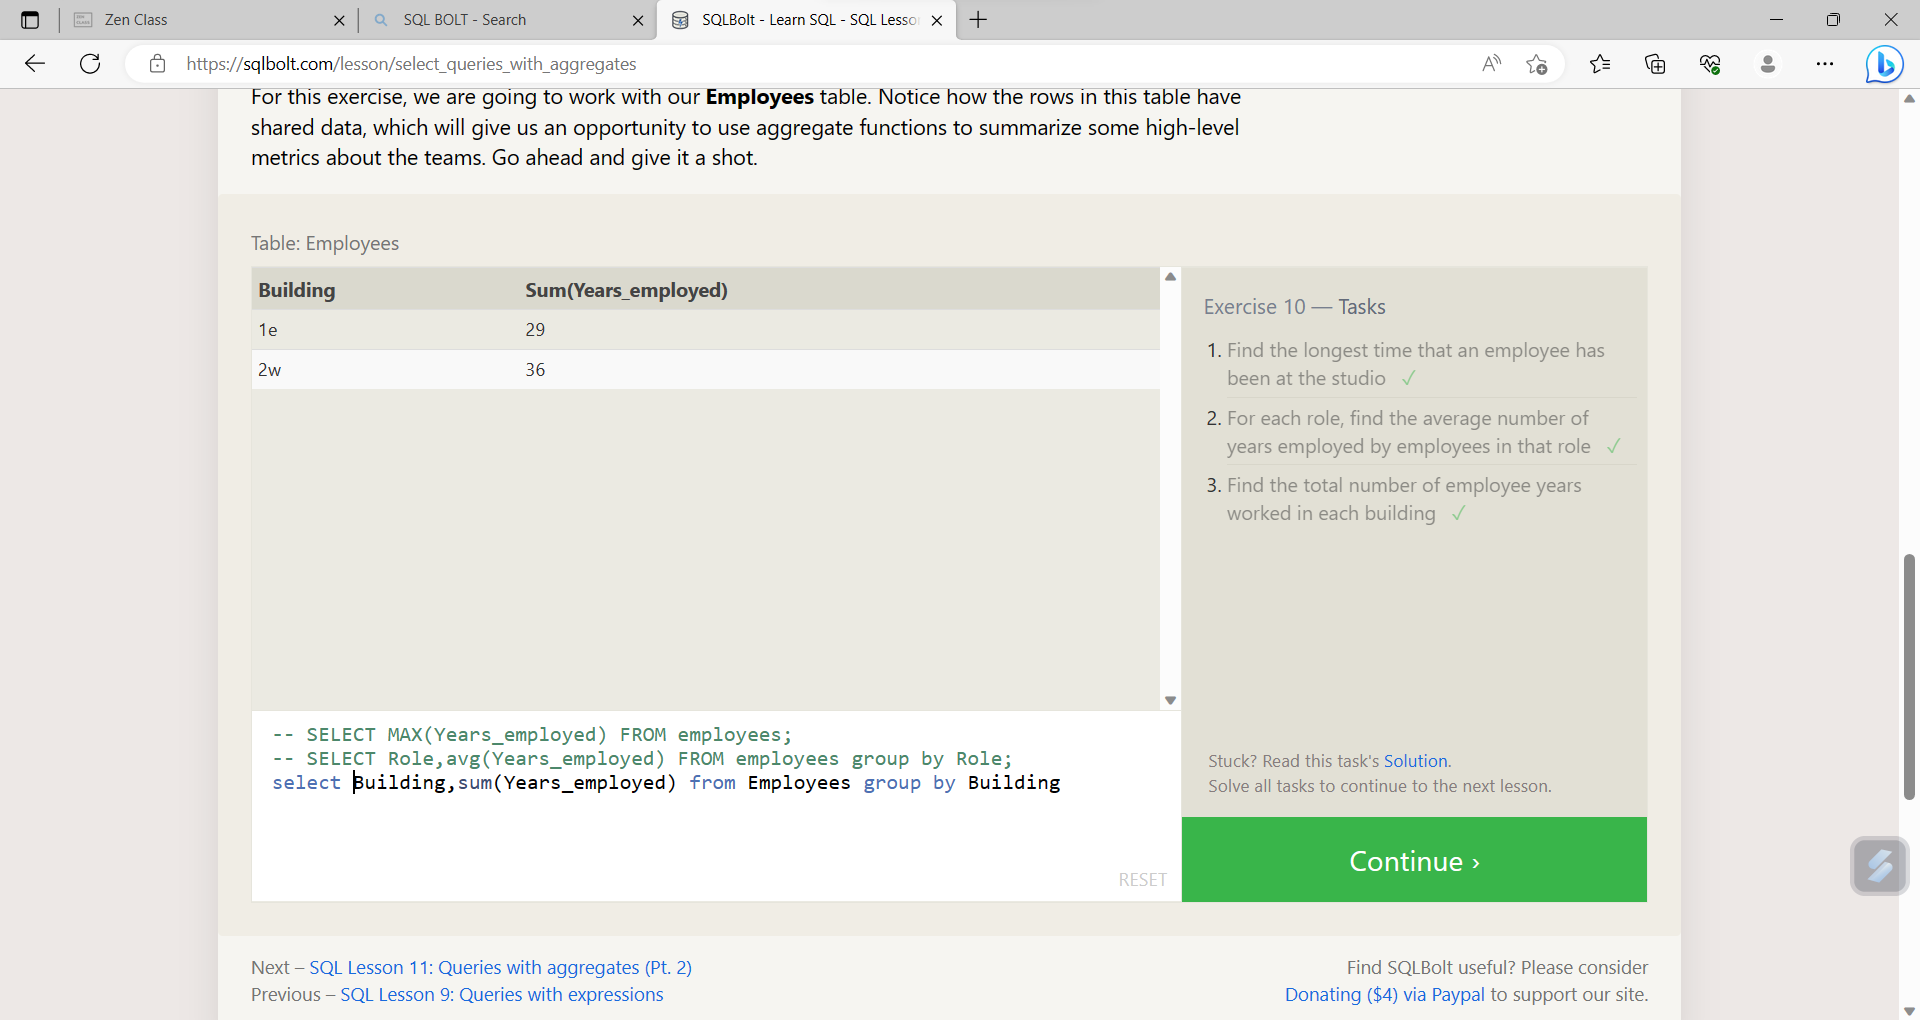 Zen Class
SQL BOLT - Search
SQLBolt - Learn SQL - SQL Lesso
https://sqlbolt.com/lesson/select_queries_with_aggregates
For this exercise, we are going to work with our Employees table. Notice how the rows in this table have
shared data, which will give us an opportunity to use aggregate functions to summarize some high-level
metrics about the teams. Go ahead and give it a shot.
Table: Employees
Building Sum(Years_employed)
1e 29
2w 36
Exercise 10 — Tasks
1. Find the longest time that an employee has
been at the studio ✓
2. For each role, find the average number of
years employed by employees in that role ✓
3. Find the total number of employee years
worked in each building ✓
-- SELECT MAX(Years_employed) FROM employees;
-- SELECT Role,avg(Years_employed) FROM employees group by Role;
select Building,sum(Years_employed) from Employees group by Building
RESET
Stuck? Read this task's Solution.
Solve all tasks to continue to the next lesson.
Continue ›
Next – SQL Lesson 11: Queries with aggregates (Pt. 2)
Previous – SQL Lesson 9: Queries with expressions
Find SQLBolt useful? Please consider
Donating ($4) via Paypal to support our site.